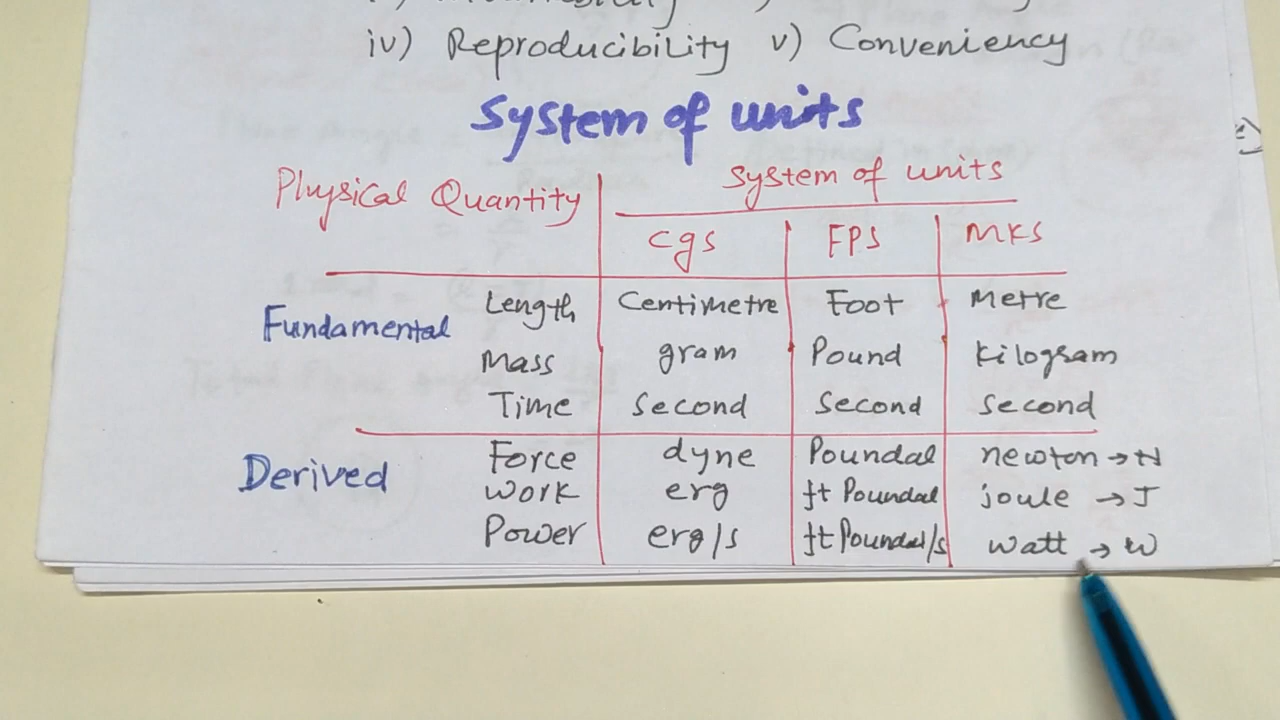 iv) Reproducibility v) Conveniency
System of units
Physical Quantity System of units
cgs FPS MKS
Fundamental Length Centimetre Foot Metre
Mass gram Pound Kilogram
Time Second Second Second
Derived Force dyne Poundal newton → N
Work erg ft Poundal joule → J
Power erg/s ft Poundal/s watt → W